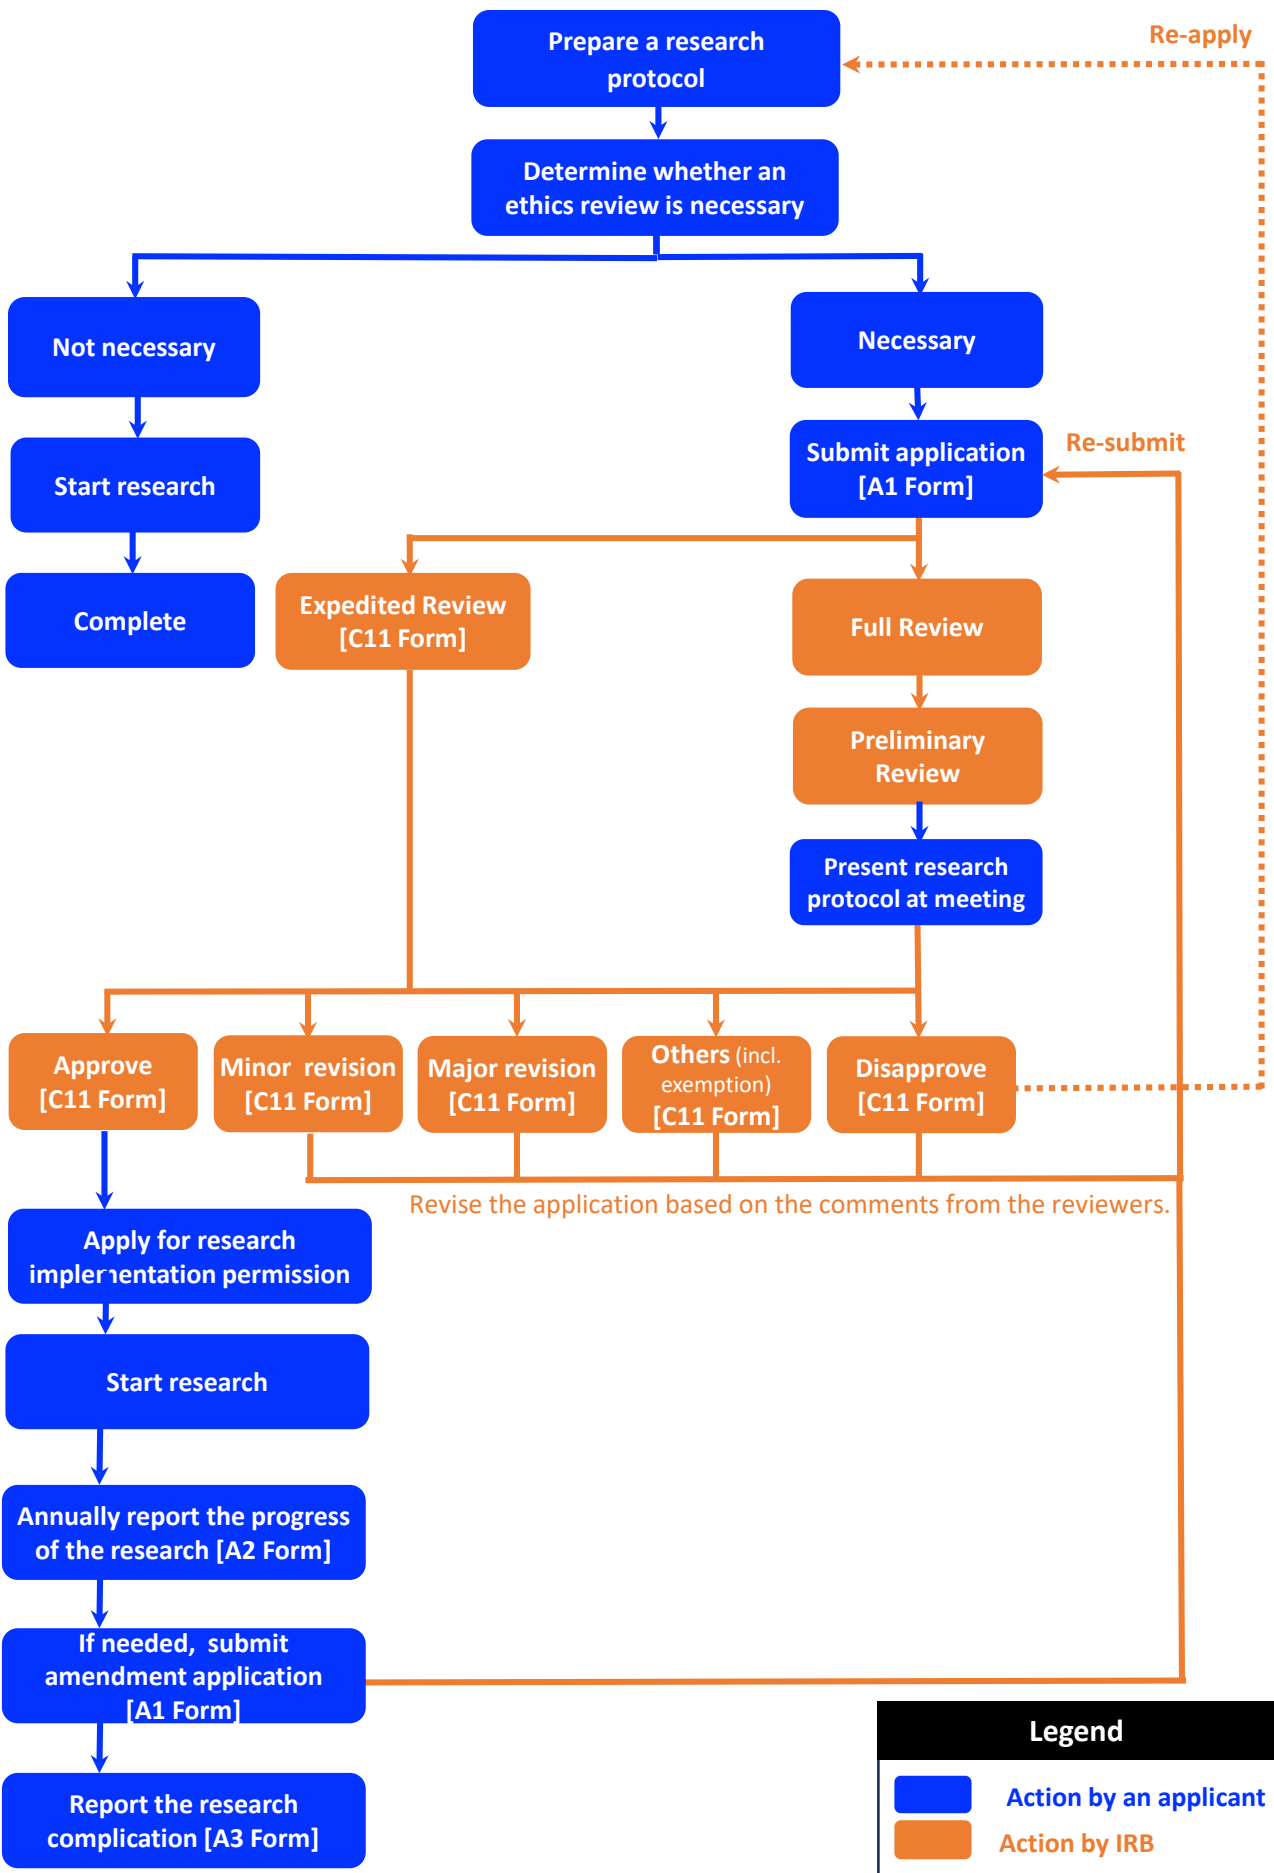 Prepare a research
protocol
Re-apply
Determine whether an
ethics review is necessary
Not necessary
Necessary
Start research
Submit application
[A1 Form]
Re-submit
Complete
Expedited Review
[C11 Form]
Full Review
Preliminary
Review
Present research
protocol at meeting
Approve
[C11 Form]
Minor revision
[C11 Form]
Major revision
[C11 Form]
Others (incl.
exemption)
[C11 Form]
Disapprove
[C11 Form]
Revise the application based on the comments from the reviewers.
Apply for research
implementation permission
Start research
Annually report the progress
of the research [A2 Form]
If needed, submit
amendment application
[A1 Form]
Report the research
complication [A3 Form]
Legend
Action by an applicant
Action by IRB